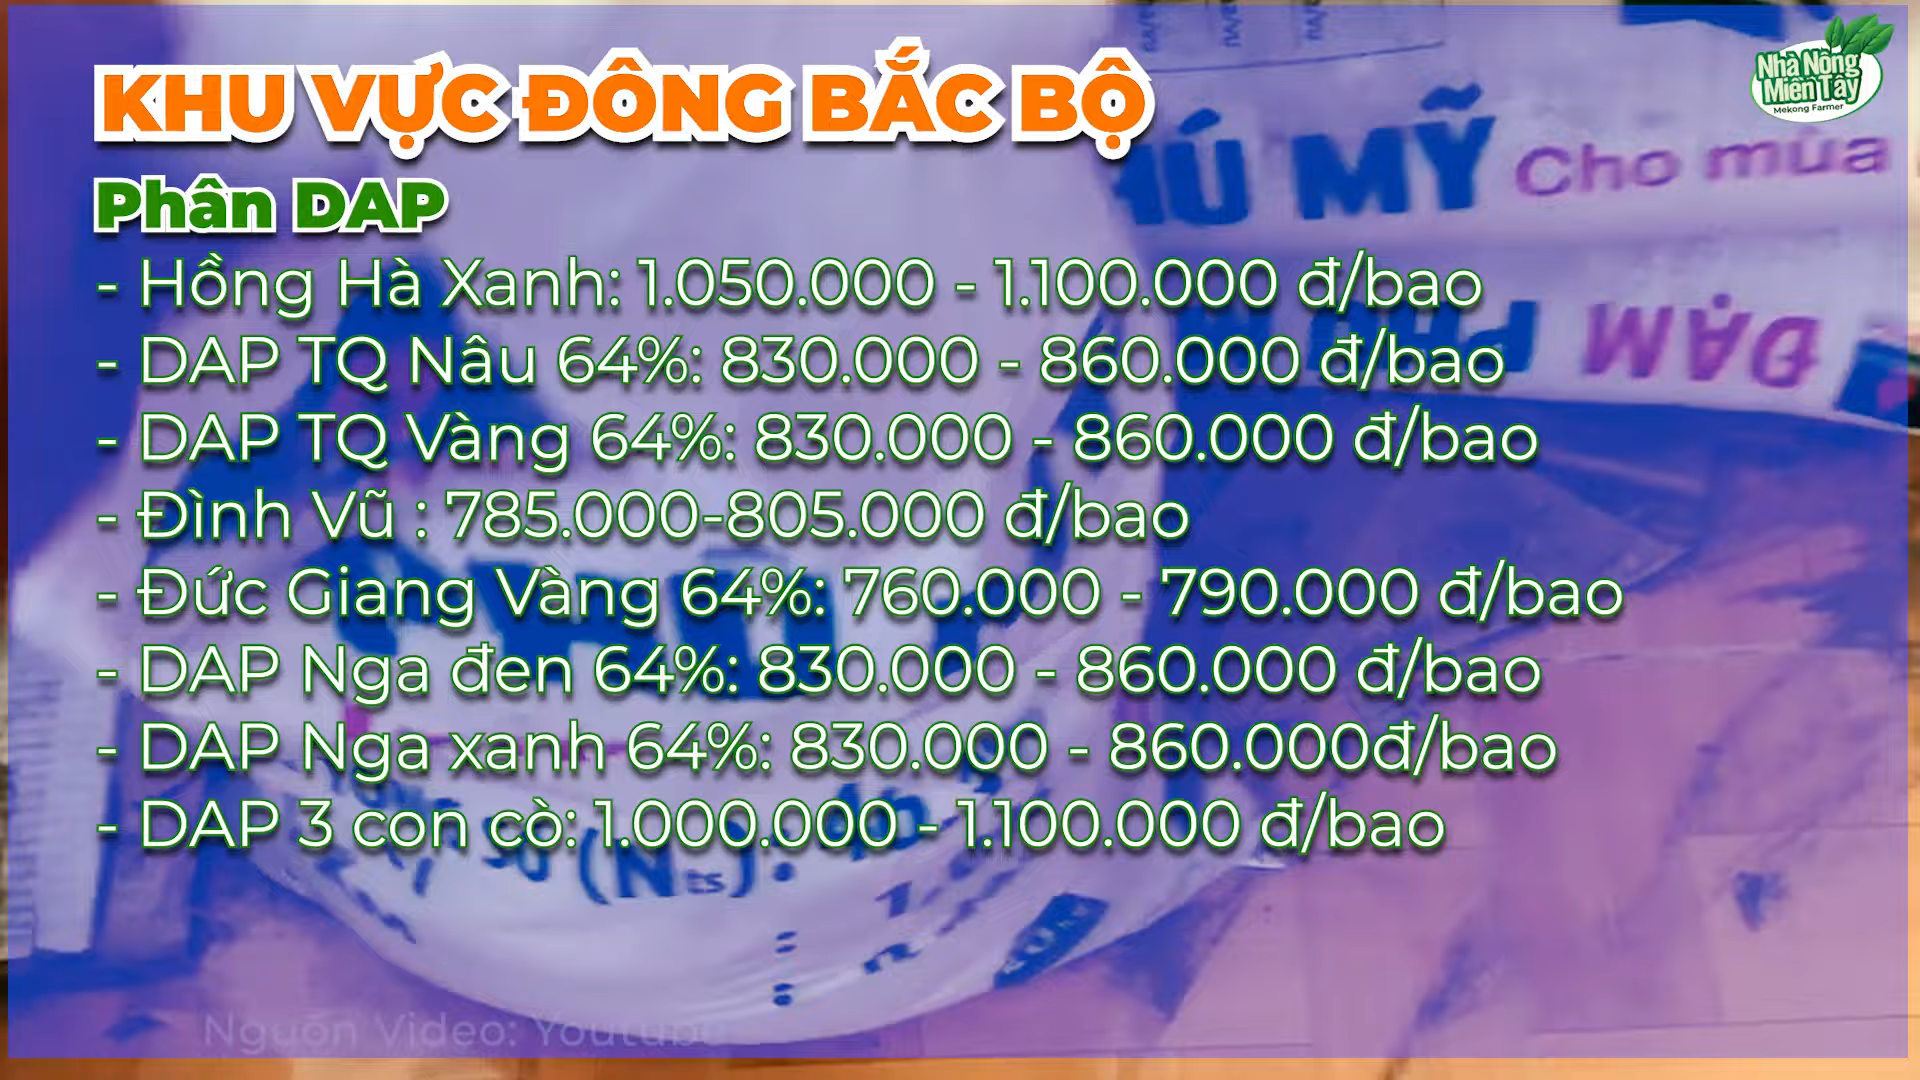 KHU VỰC ĐÔNG BẮC BỘ
Nhà Nông
Miền Tây
Mekong Farmer
HÚ MỸ Cho mùa
Phân DAP
- Hồng Hà Xanh: 1.050.000 - 1.100.000 đ/bao
ĐẠM PHÚ M
- DAP TQ Nâu 64%: 830.000 - 860.000 đ/bao
- DAP TQ Vàng 64%: 830.000 - 860.000 đ/bao
- Đình Vũ : 785.000-805.000 đ/bao
- Đức Giang Vàng 64%: 760.000 - 790.000 đ/bao
- DAP Nga đen 64%: 830.000 - 860.000 đ/bao
- DAP Nga xanh 64%: 830.000 - 860.000đ/bao
- DAP 3 con cò: 1.000.000 - 1.100.000 đ/bao
(Nts):
Nguồn Video: Youtube